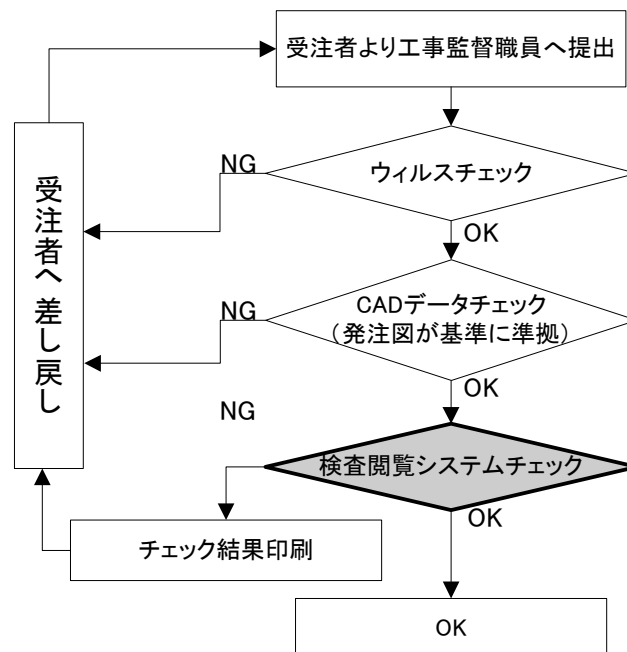 受注者より工事監督職員へ提出
NG
ウィルスチェック
OK
受注者へ差し戻し
NG
CADデータチェック
（発注図が基準に準拠）
OK
NG
検査閲覧システムチェック
OK
チェック結果印刷
OK